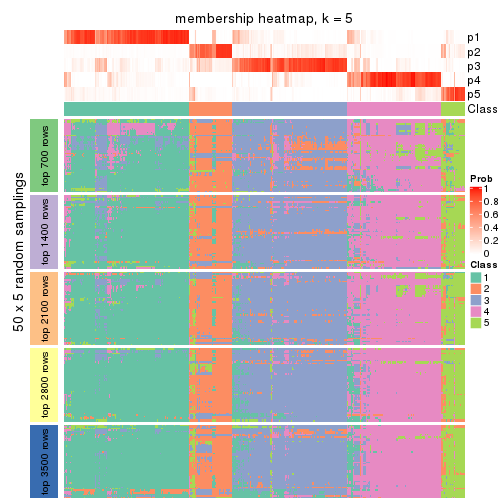 membership heatmap, k = 5
p1
p2
p3
p4
p5
Class
50 x 5 random samplings
top 700 rows
top 1400 rows
top 2100 rows
top 2800 rows
top 3500 rows
Prob
1
0.8
0.6
0.4
0.2
0
Class
1
2
3
4
5